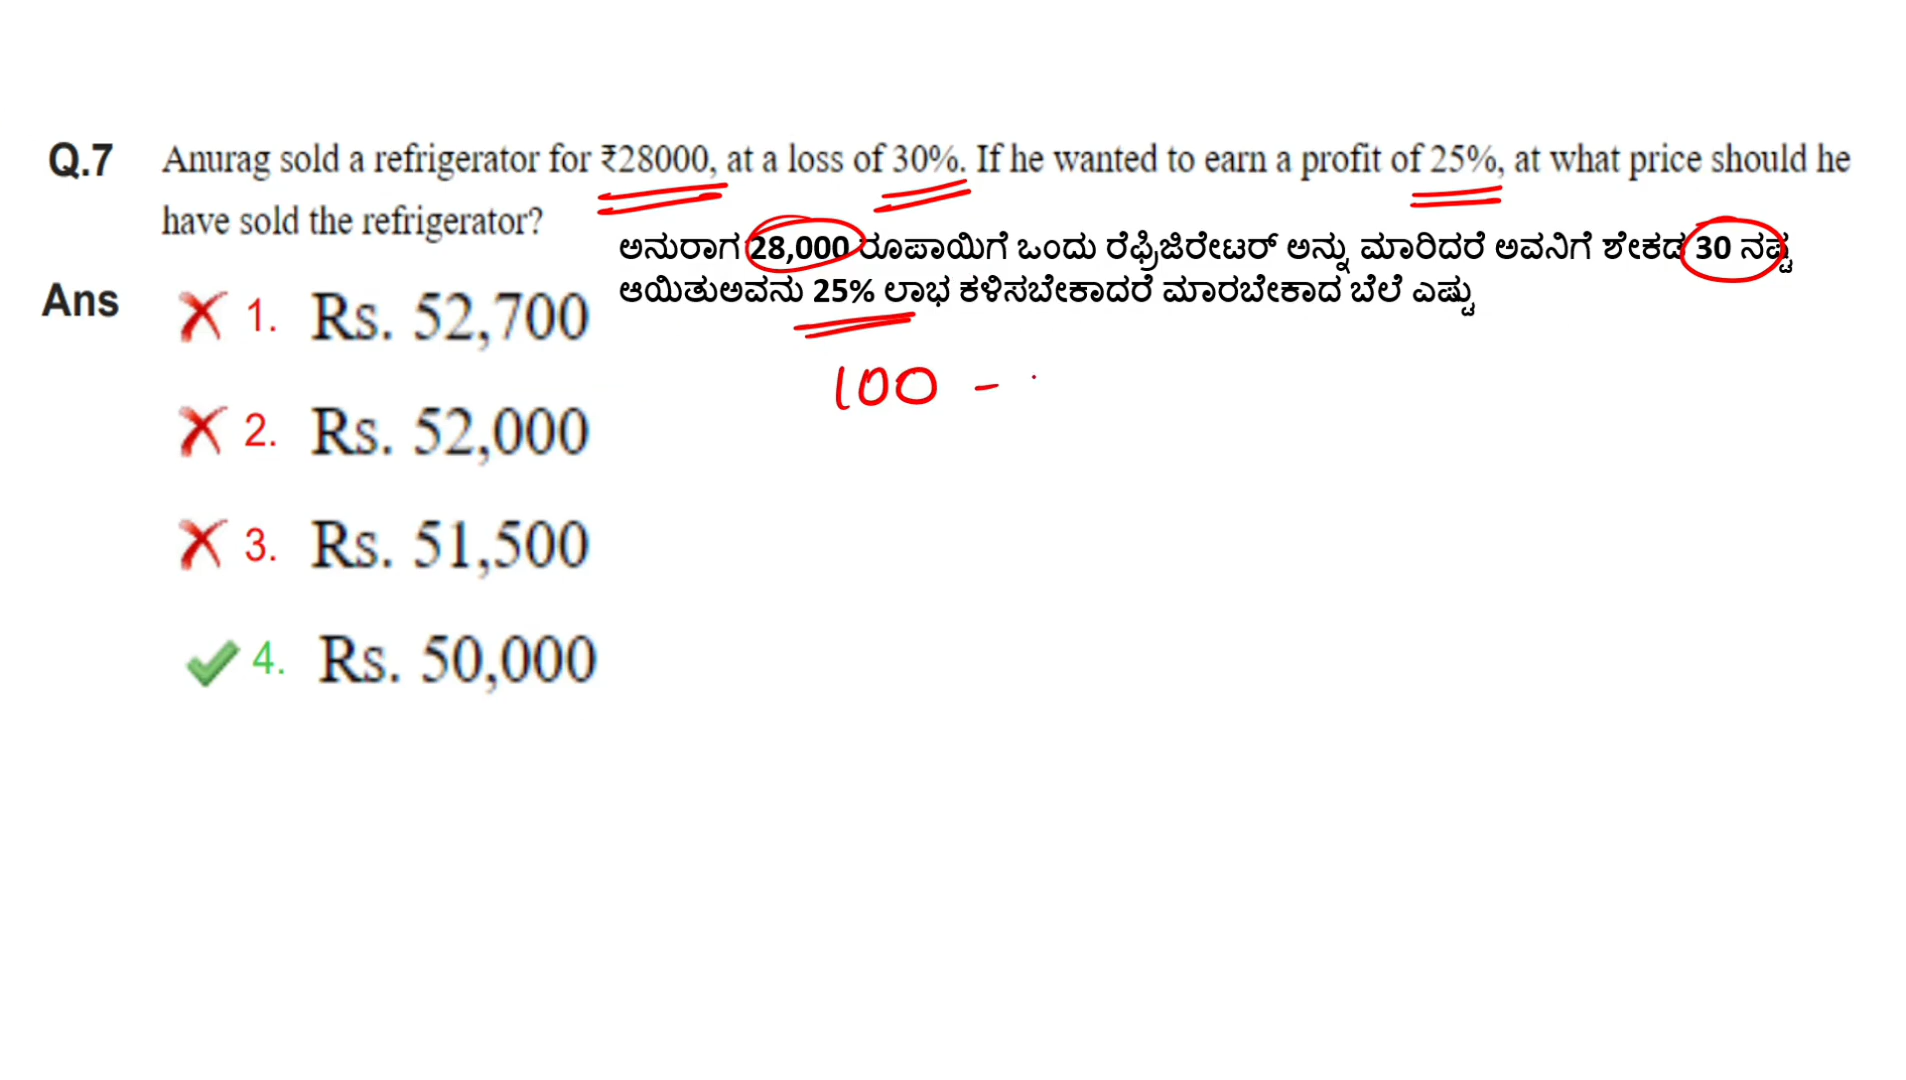 Q.7 Anurag sold a refrigerator for ₹28000, at a loss of 30%. If he wanted to earn a profit of 25%, at what price should he
have sold the refrigerator?
ಅನುರಾಗ 28,000 ರೂಪಾಯಿಗೆ ಒಂದು ರೆಫ್ರಿಜಿರೇಟರ್ ಅನ್ನು ಮಾರಿದರೆ ಅವನಿಗೆ ಶೇಕಡ 30 ನಷ್ಟ
ಆಯಿತುಅವನು 25% ಲಾಭ ಕಳಿಸಬೇಕಾದರೆ ಮಾರಬೇಕಾದ ಬೆಲೆ ಎಷ್ಟು
Ans 1. Rs. 52,700
100 -
2. Rs. 52,000
3. Rs. 51,500
4. Rs. 50,000